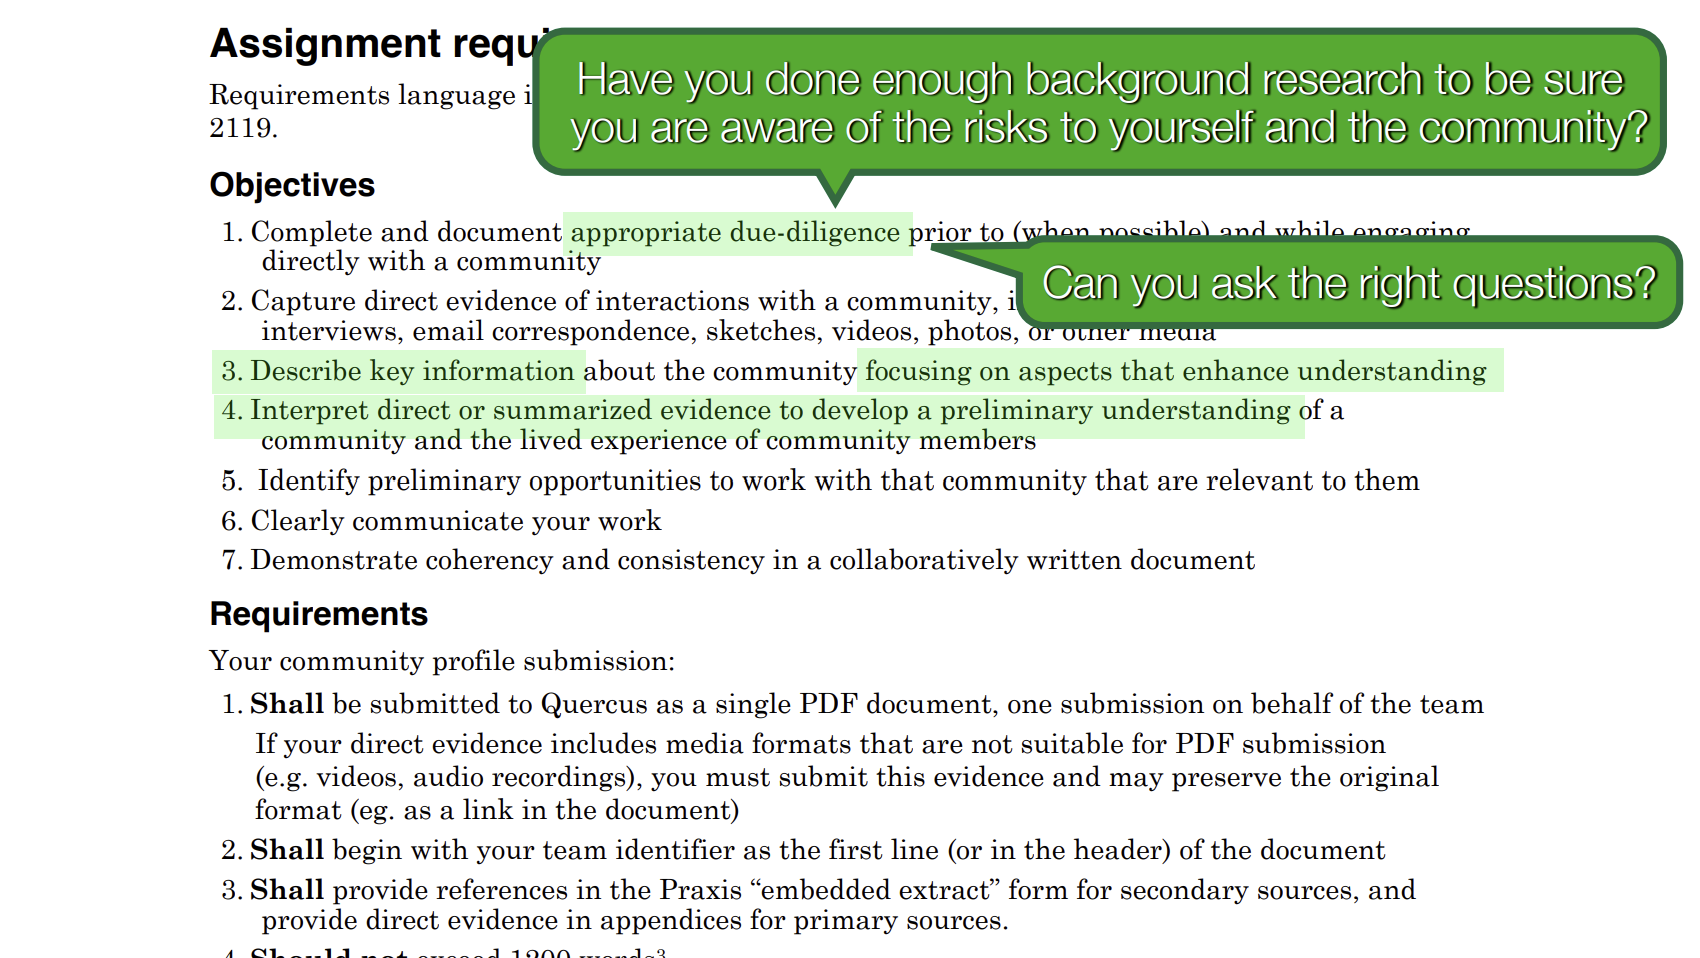 Assignment requi
Have you done enough background research to be sure
you are aware of the risks to yourself and the community?
Requirements language i
2119.
Objectives
1. Complete and document appropriate due-diligence prior to (when possible) and while engaging
directly with a community
Can you ask the right questions?
2. Capture direct evidence of interactions with a community, i
interviews, email correspondence, sketches, videos, photos, or other media
3. Describe key information about the community focusing on aspects that enhance understanding
4. Interpret direct or summarized evidence to develop a preliminary understanding of a
community and the lived experience of community members
5. Identify preliminary opportunities to work with that community that are relevant to them
6. Clearly communicate your work
7. Demonstrate coherency and consistency in a collaboratively written document
Requirements
Your community profile submission:
1. Shall be submitted to Quercus as a single PDF document, one submission on behalf of the team
If your direct evidence includes media formats that are not suitable for PDF submission
(e.g. videos, audio recordings), you must submit this evidence and may preserve the original
format (eg. as a link in the document)
2. Shall begin with your team identifier as the first line (or in the header) of the document
3. Shall provide references in the Praxis “embedded extract” form for secondary sources, and
provide direct evidence in appendices for primary sources.
4. Should not exceed 1200 words³